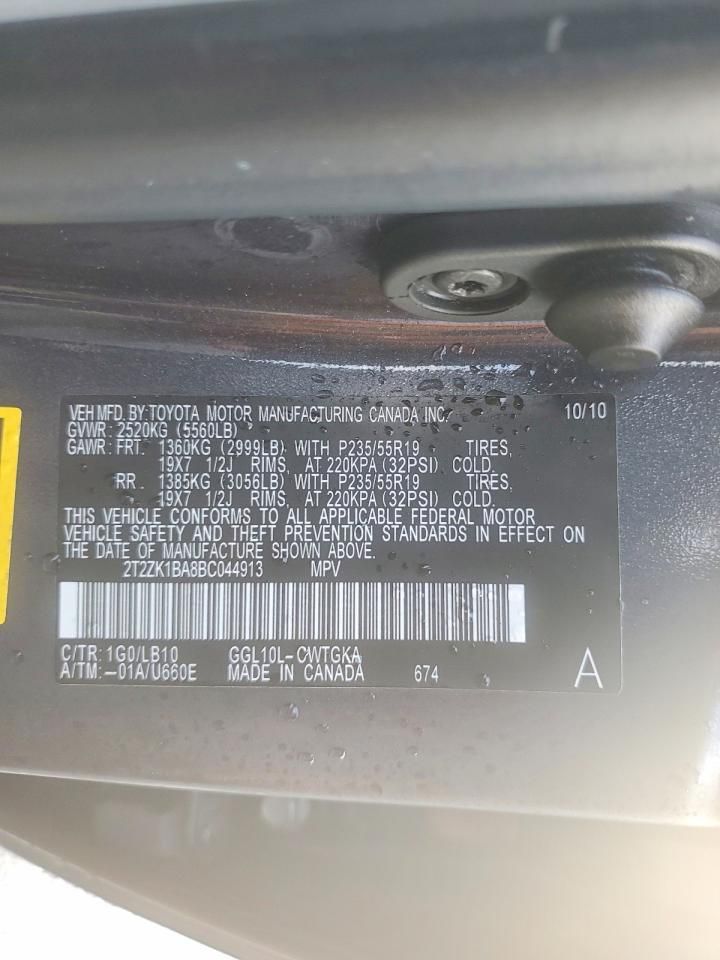 VEH MFD. BY: TOYOTA MOTOR MANUFACTURING CANADA INC. 10/10
GVWR: 2520KG (5560LB)
GAWR: FRT. 1360KG (2999LB) WITH P235/55R19 TIRES,
19X7 1/2J RIMS, AT 220KPA (32PSI) COLD.
RR. 1385KG (3056LB) WITH P235/55R19 TIRES,
19X7 1/2J RIMS, AT 220KPA (32PSI) COLD.
THIS VEHICLE CONFORMS TO ALL APPLICABLE FEDERAL MOTOR
VEHICLE SAFETY AND THEFT PREVENTION STANDARDS IN EFFECT ON
THE DATE OF MANUFACTURE SHOWN ABOVE.
2T2ZK1BA8BC044913 MPV
C/TR: 1G0/LB10 GGL10L-CWTGKA
A/TM: -01A/U660E MADE IN CANADA 674 A